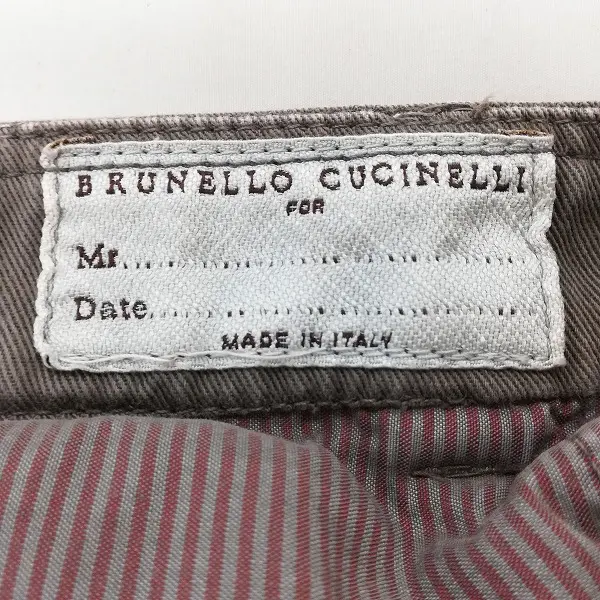 BRUNELLO CUCINELLI
FOR
Mr..............................
Date..............................
MADE IN ITALY